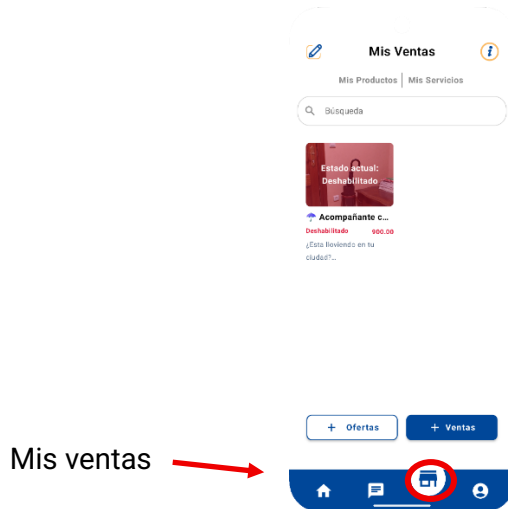 Mis Ventas
Mis Productos | Mis Servicios
Búsqueda
Estado actual:
Deshabilitado
Acompañante c...
Deshabilitado 900.00
¿Esta lloviendo en tu
ciudad?...
+ Ofertas + Ventas
Mis ventas